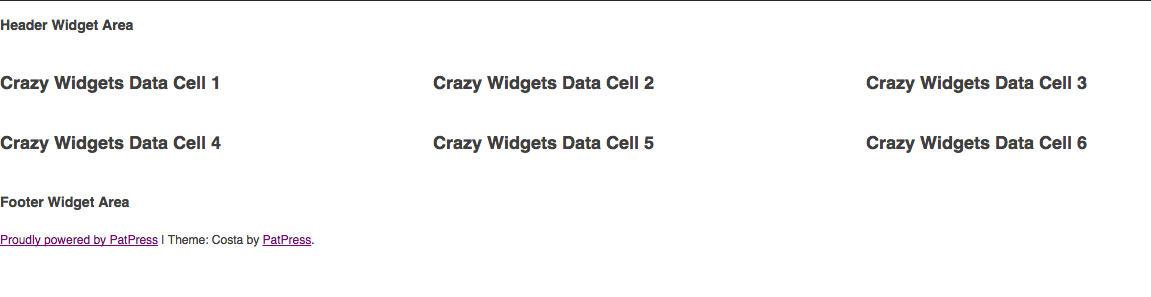 Header Widget Area
Crazy Widgets Data Cell 1 Crazy Widgets Data Cell 2 Crazy Widgets Data Cell 3
Crazy Widgets Data Cell 4 Crazy Widgets Data Cell 5 Crazy Widgets Data Cell 6
Footer Widget Area
Proudly powered by PatPress | Theme: Costa by PatPress.